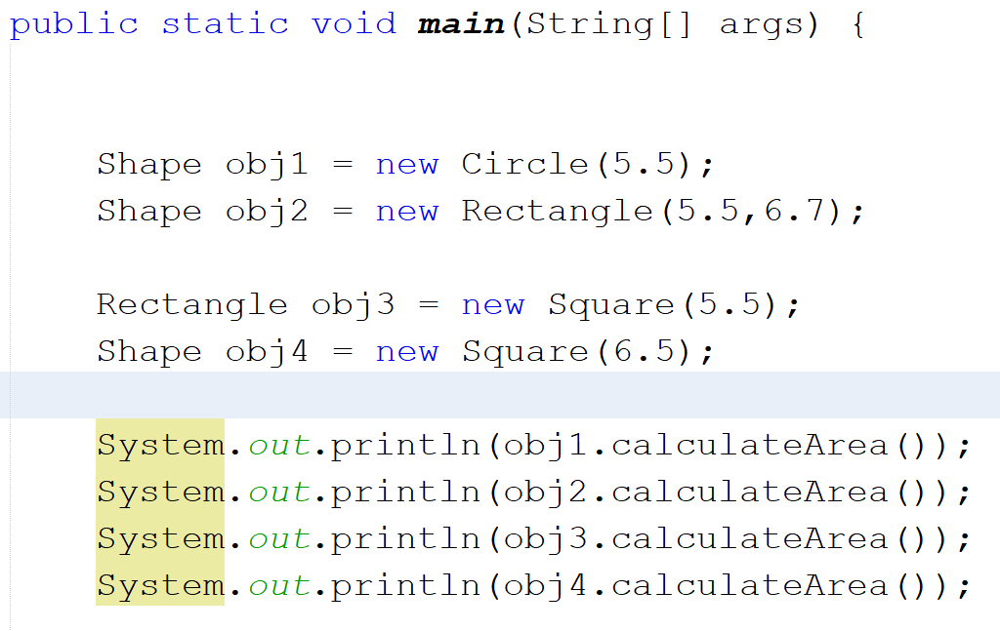 public static void main(String[] args) {
Shape obj1 = new Circle(5.5);
Shape obj2 = new Rectangle(5.5,6.7);
Rectangle obj3 = new Square(5.5);
Shape obj4 = new Square(6.5);
System.out.println(obj1.calculateArea());
System.out.println(obj2.calculateArea());
System.out.println(obj3.calculateArea());
System.out.println(obj4.calculateArea());